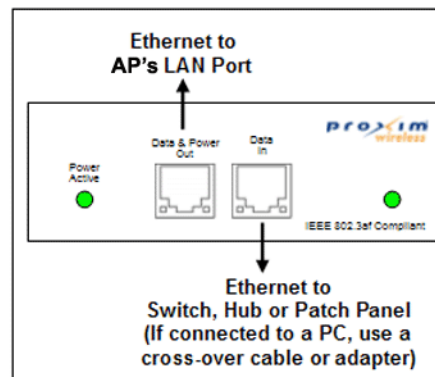 Ethernet to
AP's LAN Port
proxim
wireless
Data & Power
Out
Data
In
Power
Active
IEEE 802.3af Compliant
Ethernet to
Switch, Hub or Patch Panel
(If connected to a PC, use a
cross-over cable or adapter)